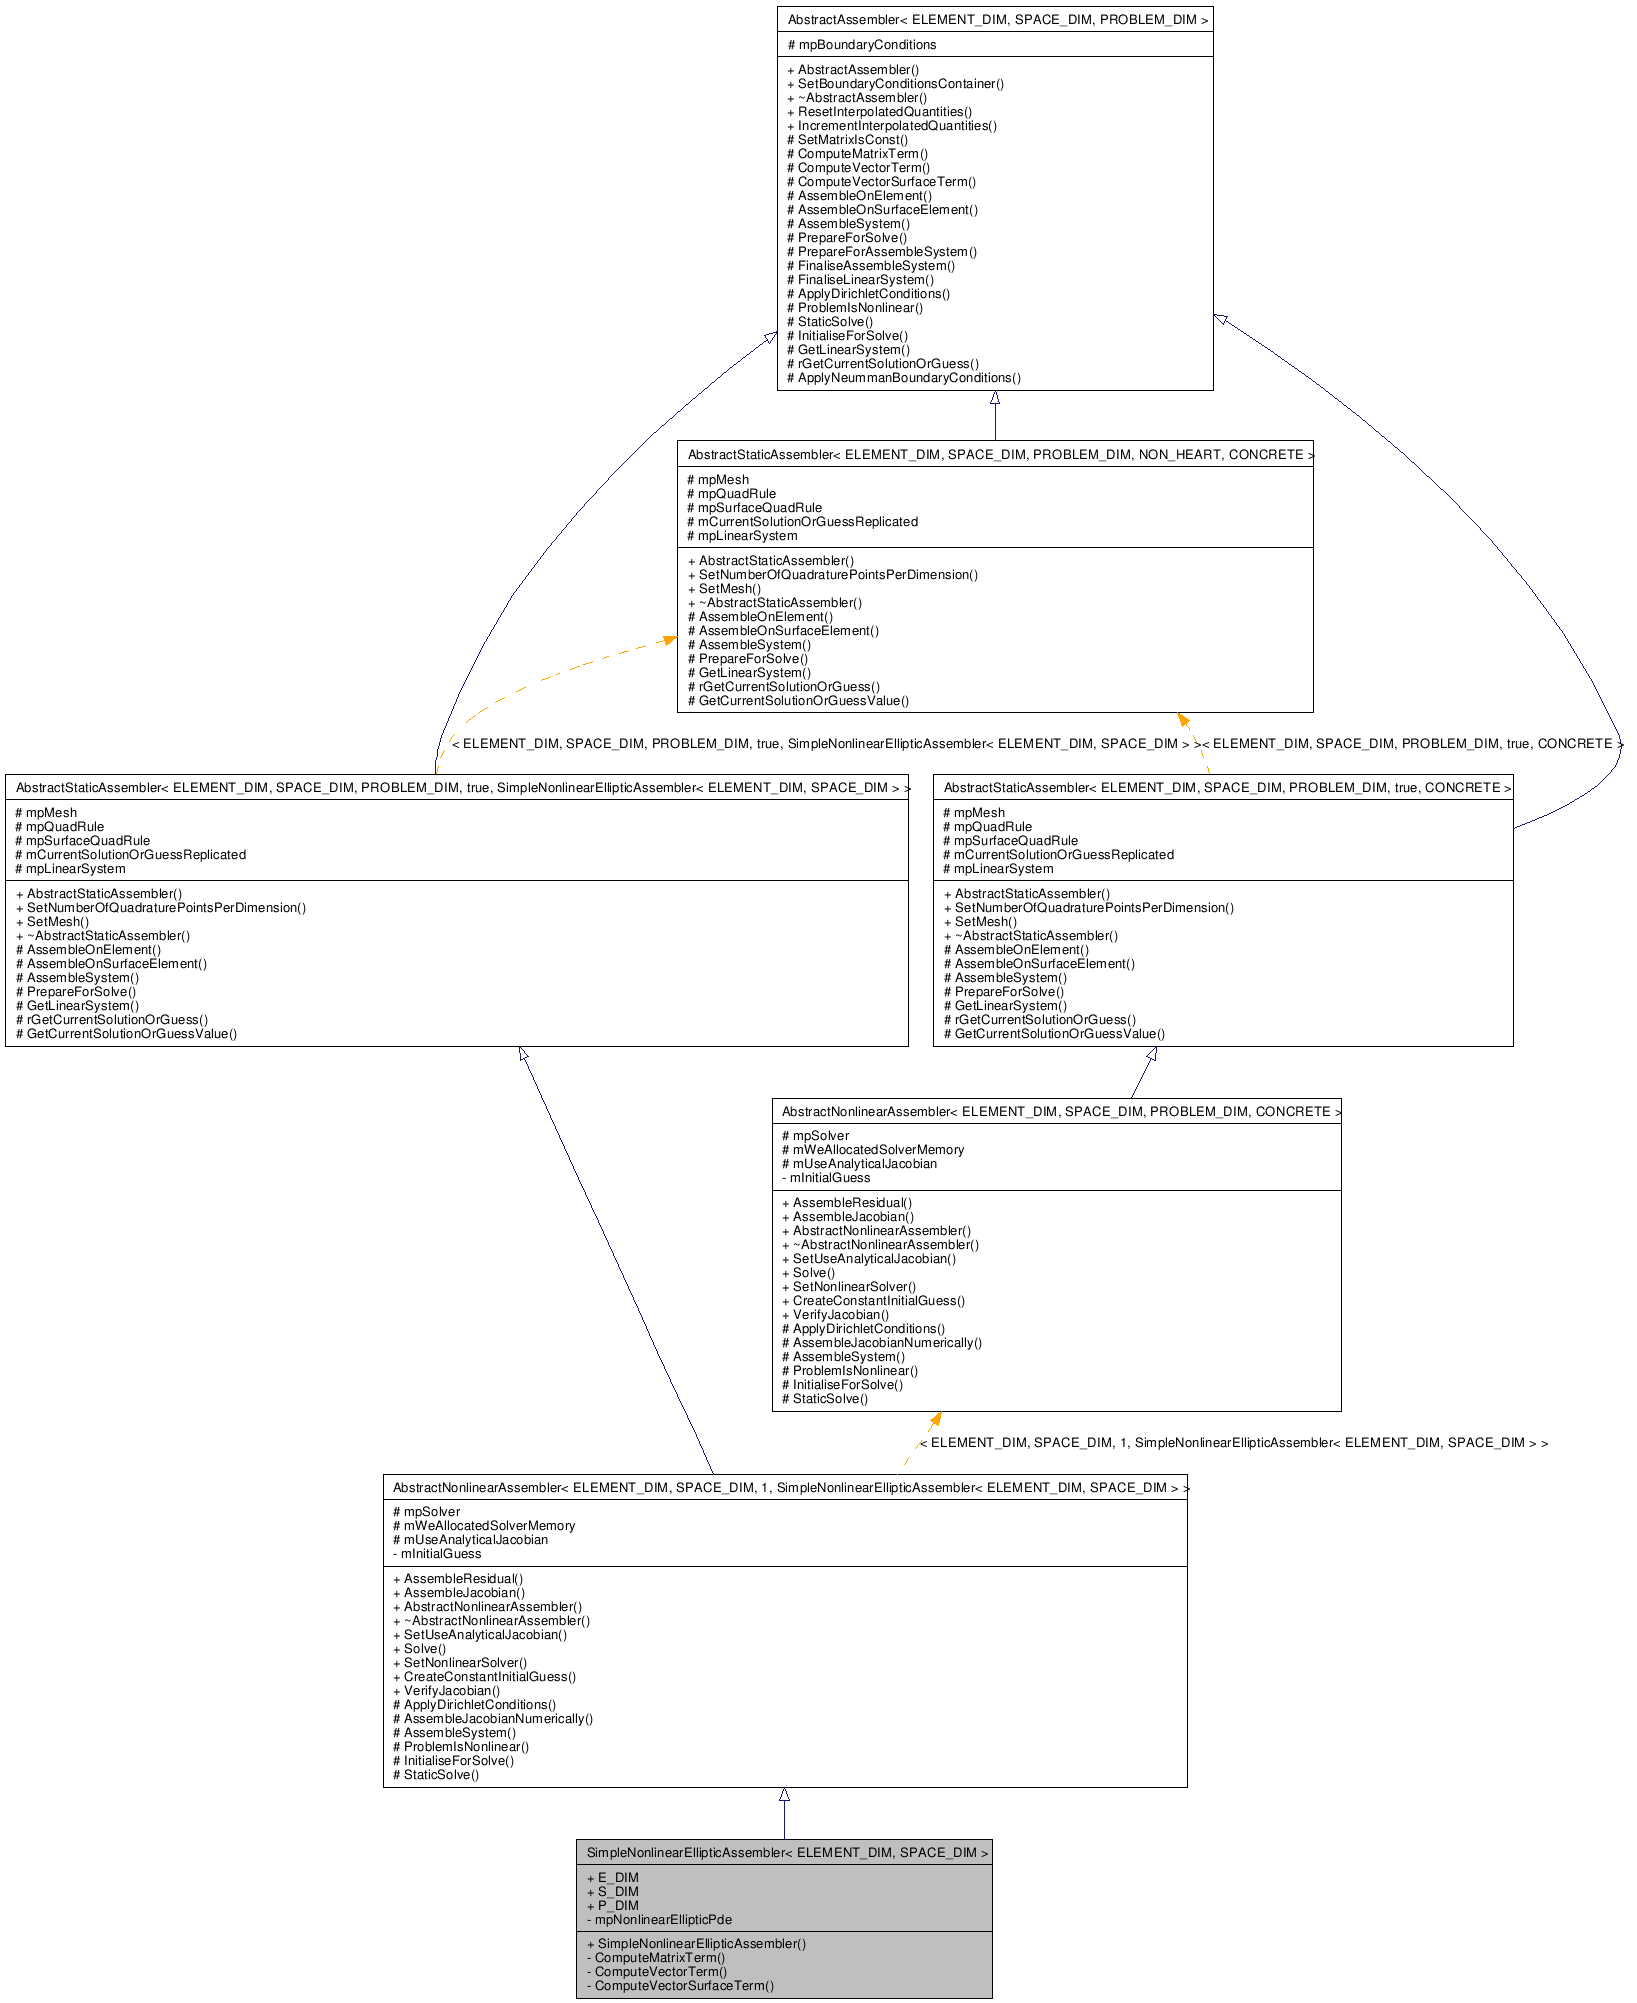 AbstractAssembler< ELEMENT_DIM, SPACE_DIM, PROBLEM_DIM >
# mpBoundaryConditions
+ AbstractAssembler()
+ SetBoundaryConditionsContainer()
+ ~AbstractAssembler()
+ ResetInterpolatedQuantities()
+ IncrementInterpolatedQuantities()
# SetMatrixIsConst()
# ComputeMatrixTerm()
# ComputeVectorTerm()
# ComputeVectorSurfaceTerm()
# AssembleOnElement()
# AssembleOnSurfaceElement()
# AssembleSystem()
# PrepareForSolve()
# PrepareForAssembleSystem()
# FinaliseAssembleSystem()
# FinaliseLinearSystem()
# ApplyDirichletConditions()
# ProblemIsNonlinear()
# StaticSolve()
# InitialiseForSolve()
# GetLinearSystem()
# rGetCurrentSolutionOrGuess()
# ApplyNeummanBoundaryConditions()
AbstractStaticAssembler< ELEMENT_DIM, SPACE_DIM, PROBLEM_DIM, NON_HEART, CONCRETE >
# mpMesh
# mpQuadRule
# mpSurfaceQuadRule
# mCurrentSolutionOrGuessReplicated
# mpLinearSystem
+ AbstractStaticAssembler()
+ SetNumberOfQuadraturePointsPerDimension()
+ SetMesh()
+ ~AbstractStaticAssembler()
# AssembleOnElement()
# AssembleOnSurfaceElement()
# AssembleSystem()
# PrepareForSolve()
# GetLinearSystem()
# rGetCurrentSolutionOrGuess()
# GetCurrentSolutionOrGuessValue()
< ELEMENT_DIM, SPACE_DIM, PROBLEM_DIM, true, SimpleNonlinearEllipticAssembler< ELEMENT_DIM, SPACE_DIM > >
< ELEMENT_DIM, SPACE_DIM, PROBLEM_DIM, true, CONCRETE >
AbstractStaticAssembler< ELEMENT_DIM, SPACE_DIM, PROBLEM_DIM, true, SimpleNonlinearEllipticAssembler< ELEMENT_DIM, SPACE_DIM > >
# mpMesh
# mpQuadRule
# mpSurfaceQuadRule
# mCurrentSolutionOrGuessReplicated
# mpLinearSystem
+ AbstractStaticAssembler()
+ SetNumberOfQuadraturePointsPerDimension()
+ SetMesh()
+ ~AbstractStaticAssembler()
# AssembleOnElement()
# AssembleOnSurfaceElement()
# AssembleSystem()
# PrepareForSolve()
# GetLinearSystem()
# rGetCurrentSolutionOrGuess()
# GetCurrentSolutionOrGuessValue()
AbstractStaticAssembler< ELEMENT_DIM, SPACE_DIM, PROBLEM_DIM, true, CONCRETE >
# mpMesh
# mpQuadRule
# mpSurfaceQuadRule
# mCurrentSolutionOrGuessReplicated
# mpLinearSystem
+ AbstractStaticAssembler()
+ SetNumberOfQuadraturePointsPerDimension()
+ SetMesh()
+ ~AbstractStaticAssembler()
# AssembleOnElement()
# AssembleOnSurfaceElement()
# AssembleSystem()
# PrepareForSolve()
# GetLinearSystem()
# rGetCurrentSolutionOrGuess()
# GetCurrentSolutionOrGuessValue()
AbstractNonlinearAssembler< ELEMENT_DIM, SPACE_DIM, PROBLEM_DIM, CONCRETE >
# mpSolver
# mWeAllocatedSolverMemory
# mUseAnalyticalJacobian
- mInitialGuess
+ AssembleResidual()
+ AssembleJacobian()
+ AbstractNonlinearAssembler()
+ ~AbstractNonlinearAssembler()
+ SetUseAnalyticalJacobian()
+ Solve()
+ SetNonlinearSolver()
+ CreateConstantInitialGuess()
+ VerifyJacobian()
# ApplyDirichletConditions()
# AssembleJacobianNumerically()
# AssembleSystem()
# ProblemIsNonlinear()
# InitialiseForSolve()
# StaticSolve()
< ELEMENT_DIM, SPACE_DIM, 1, SimpleNonlinearEllipticAssembler< ELEMENT_DIM, SPACE_DIM > >
AbstractNonlinearAssembler< ELEMENT_DIM, SPACE_DIM, 1, SimpleNonlinearEllipticAssembler< ELEMENT_DIM, SPACE_DIM > >
# mpSolver
# mWeAllocatedSolverMemory
# mUseAnalyticalJacobian
- mInitialGuess
+ AssembleResidual()
+ AssembleJacobian()
+ AbstractNonlinearAssembler()
+ ~AbstractNonlinearAssembler()
+ SetUseAnalyticalJacobian()
+ Solve()
+ SetNonlinearSolver()
+ CreateConstantInitialGuess()
+ VerifyJacobian()
# ApplyDirichletConditions()
# AssembleJacobianNumerically()
# AssembleSystem()
# ProblemIsNonlinear()
# InitialiseForSolve()
# StaticSolve()
SimpleNonlinearEllipticAssembler< ELEMENT_DIM, SPACE_DIM >
+ E_DIM
+ S_DIM
+ P_DIM
- mpNonlinearEllipticPde
+ SimpleNonlinearEllipticAssembler()
- ComputeMatrixTerm()
- ComputeVectorTerm()
- ComputeVectorSurfaceTerm()